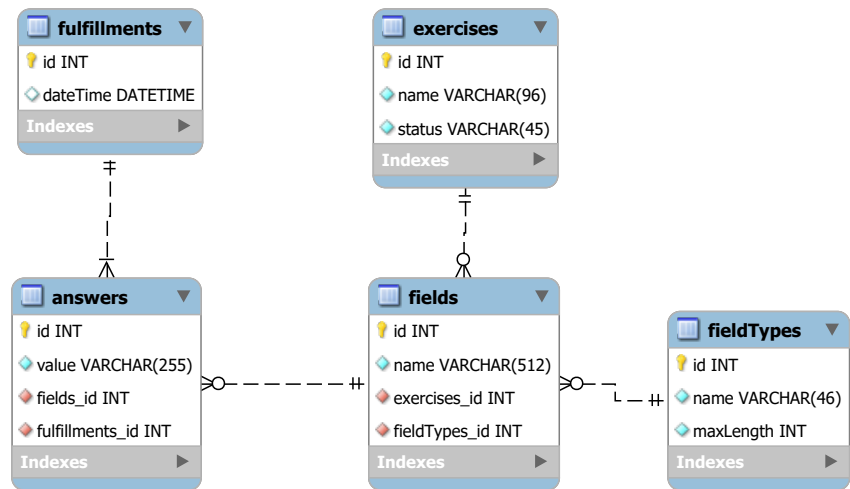 fulfillments
id INT
dateTime DATETIME
Indexes
exercises
id INT
name VARCHAR(96)
status VARCHAR(45)
Indexes
answers
id INT
value VARCHAR(255)
fields_id INT
fulfillments_id INT
Indexes
fields
id INT
name VARCHAR(512)
exercises_id INT
fieldTypes_id INT
Indexes
fieldTypes
id INT
name VARCHAR(46)
maxLength INT
Indexes